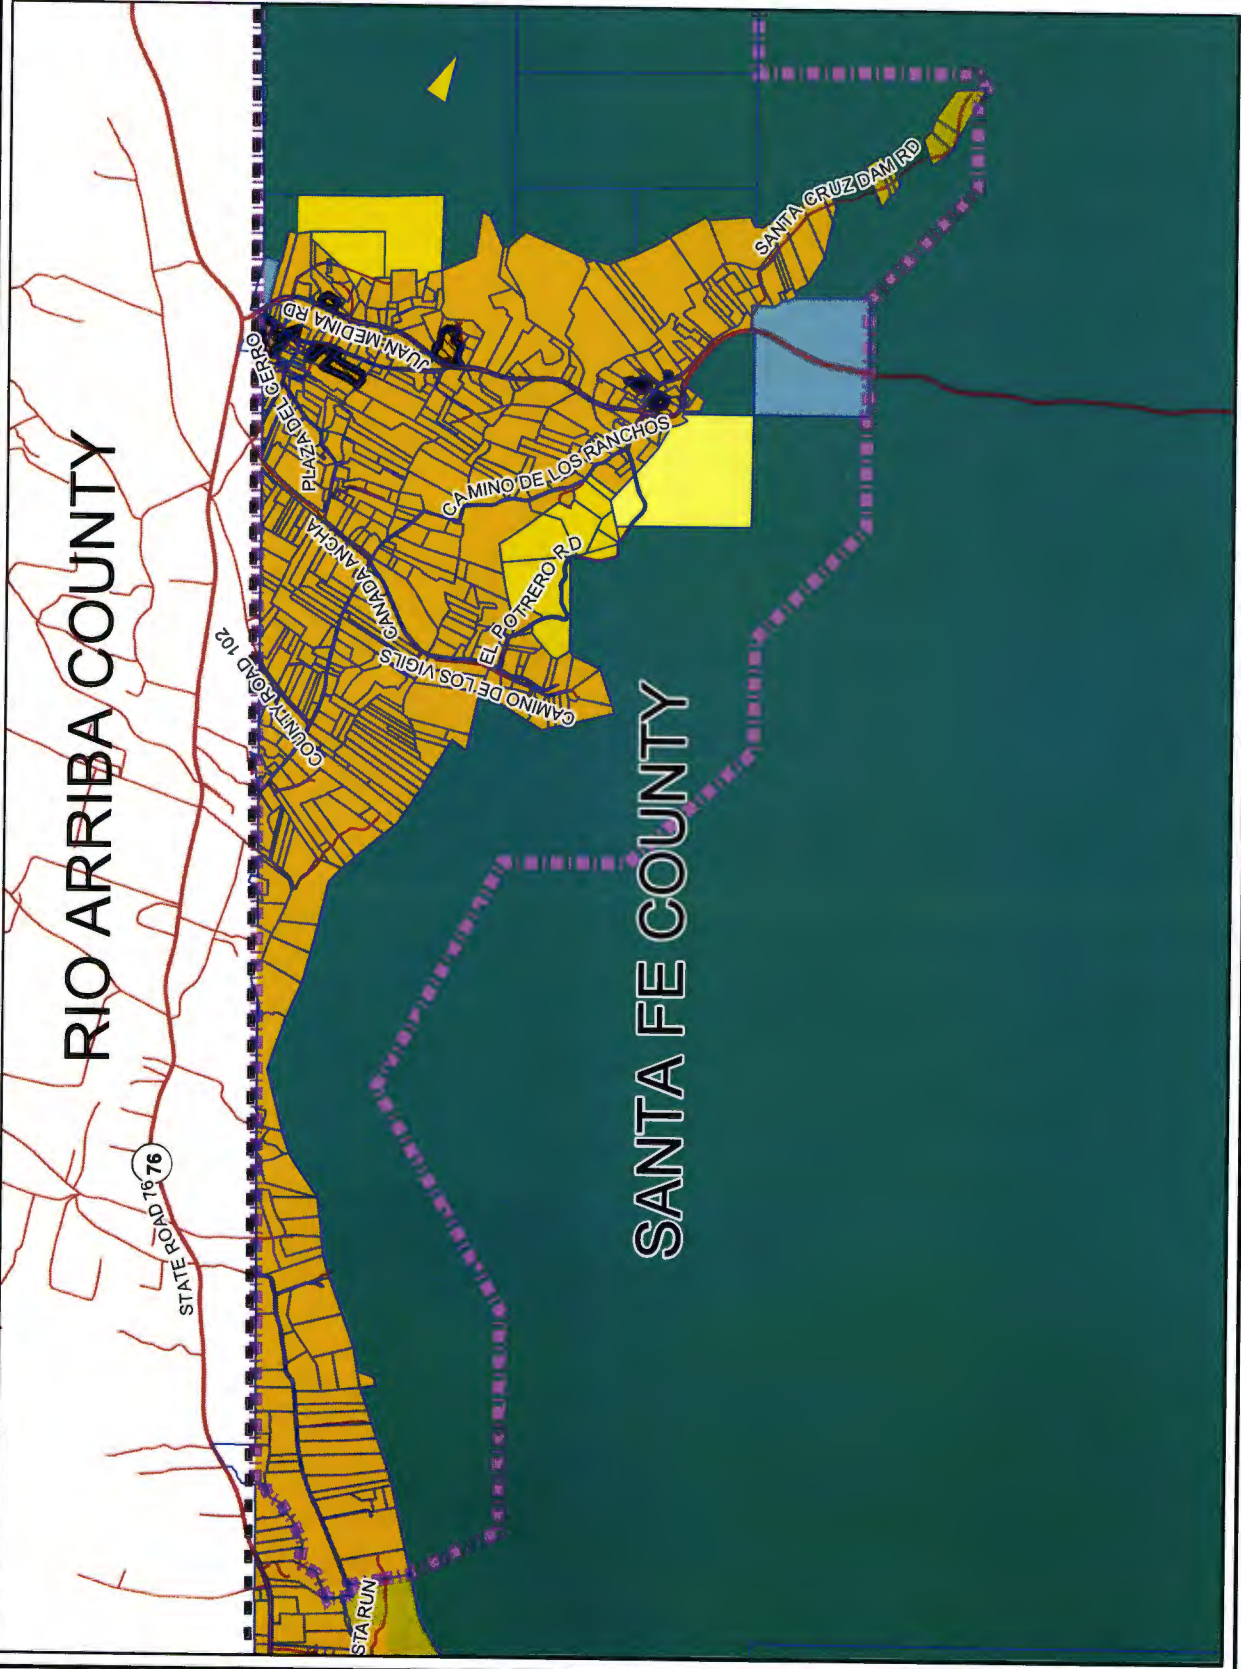 RIO ARRIBA COUNTY
STATE ROAD 76
76
COUNTY ROAD 102
PLAZA DEL CERRO
JUAN MEDINA RD
SANTA CRUZ DAM RD
CANADA ANCHA
CAMINO DE LOS RANCHOS
EL POTRERO RD
CAMINO DE LOS VIGILS
STA RUN
SANTA FE COUNTY